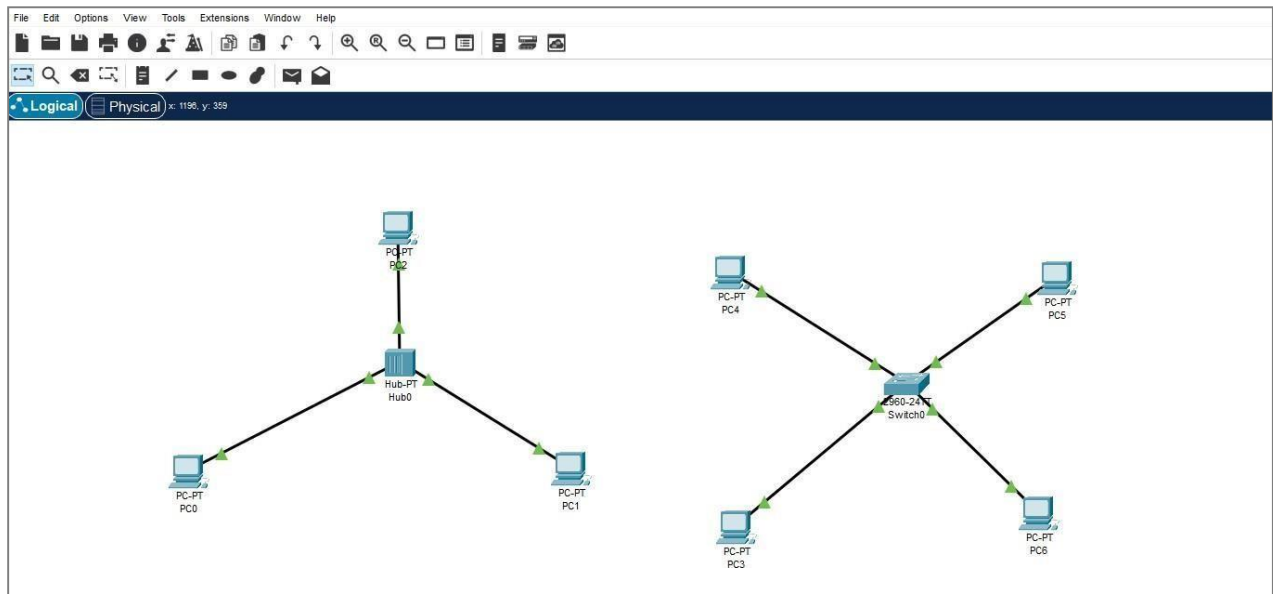 File Edit Options View Tools Extensions Window Help
Logical Physical x: 1196, y: 359
PC-PT
PC2
PC-PT
PC4
PC-PT
PC5
Hub-PT
Hub0
2960-24TT
Switch0
PC-PT
PC0
PC-PT
PC1
PC-PT
PC3
PC-PT
PC6